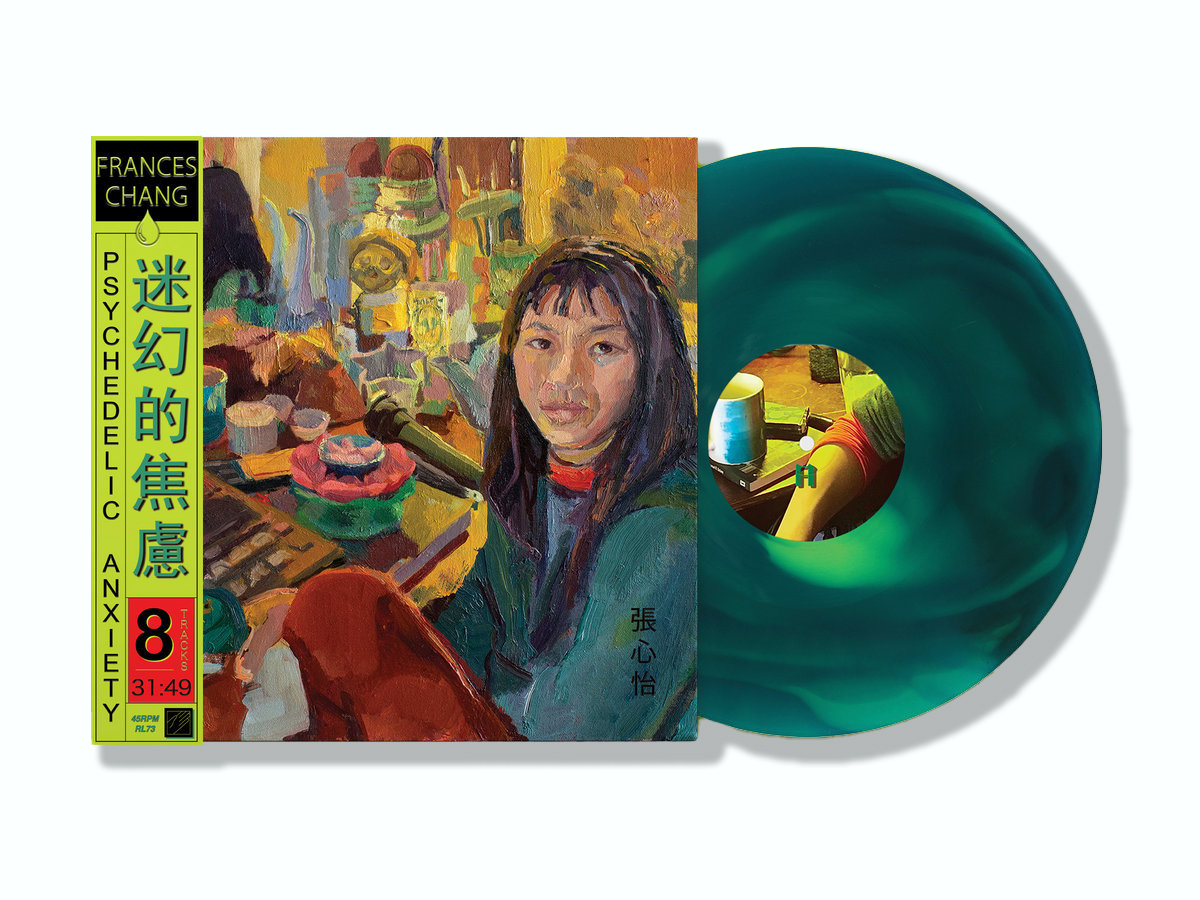 FRANCES
CHANG
PSYCHEDELIC ANXIETY
迷幻的焦慮
8
TRACKS
31:49
45RPM
RL73
張心怡
A